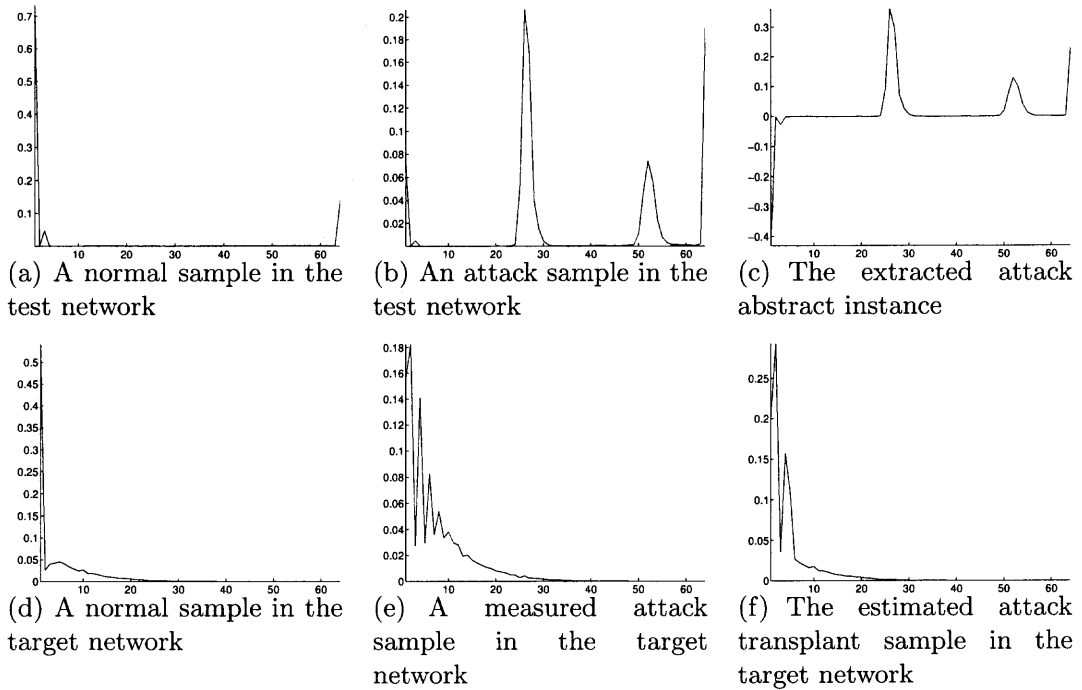 0.7
0.6
0.5
0.4
0.3
0.2
0.1
10 20 30 40 50 60
(a) A normal sample in the
test network
0.2
0.18
0.16
0.14
0.12
0.1
0.08
0.06
0.04
0.02
10 20 30 40 50 60
(b) An attack sample in the
test network
0.3
0.2
0.1
0
−0.1
−0.2
−0.3
−0.4
10 20 30 40 50 60
(c) The extracted attack
abstract instance
0.5
0.45
0.4
0.35
0.3
0.25
0.2
0.15
0.1
0.05
0
10 20 30 40 50 60
(d) A normal sample in the
target network
0.18
0.16
0.14
0.12
0.1
0.08
0.06
0.04
0.02
0
10 20 30 40 50 60
(e) A measured attack
sample in the target
network
0.25
0.2
0.15
0.1
0.05
0
10 20 30 40 50 60
(f) The estimated attack
transplant sample in the
target network